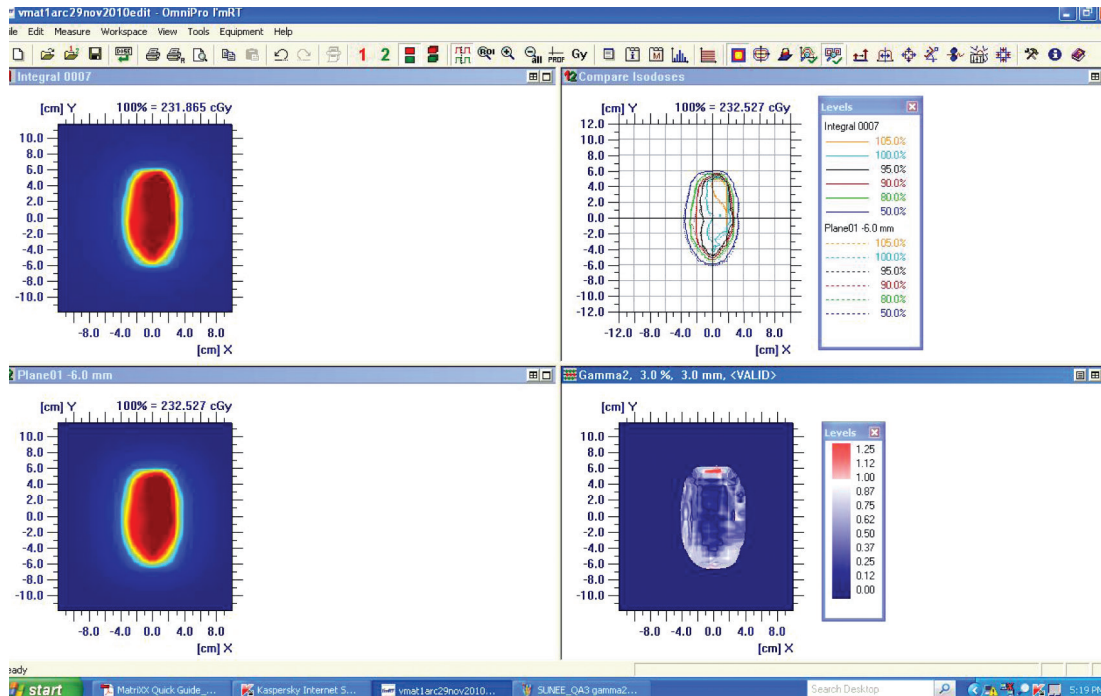 vmat1arc29nov2010edit - OmniPro I'mRT
ile Edit Measure Workspace View Tools Equipment Help
1 2 ROI all PROF Gy
Integral 0007
[cm] Y 100% = 231.865 cGy
10.0
8.0
6.0
4.0
2.0
0.0
-2.0
-4.0
-6.0
-8.0
-10.0
-8.0 -4.0 0.0 4.0 8.0
[cm] X
Compare Isodoses
[cm] Y 100% = 232.527 cGy
12.0
10.0
8.0
6.0
4.0
2.0
0.0
-2.0
-4.0
-6.0
-8.0
-10.0
-12.0
-12.0 -8.0 -4.0 0.0 4.0 8.0
[cm] X
Levels
Integral 0007
105.0%
100.0%
95.0%
90.0%
80.0%
50.0%
Plane01 -6.0 mm
105.0%
100.0%
95.0%
90.0%
80.0%
50.0%
Plane01 -6.0 mm
[cm] Y 100% = 232.527 cGy
10.0
8.0
6.0
4.0
2.0
0.0
-2.0
-4.0
-6.0
-8.0
-10.0
-8.0 -4.0 0.0 4.0 8.0
[cm] X
Gamma2, 3.0 %, 3.0 mm, <VALID>
[cm] Y
10.0
8.0
6.0
4.0
2.0
0.0
-2.0
-4.0
-6.0
-8.0
-10.0
-8.0 -4.0 0.0 4.0 8.0
[cm] X
Levels
1.25
1.12
1.00
0.87
0.75
0.62
0.50
0.37
0.25
0.12
0.00
eady
start MatriXX Quick Guide_... Kaspersky Internet S... vmat1arc29nov2010... SUNEE_QA3 gamma2... Search Desktop 5:19 PM